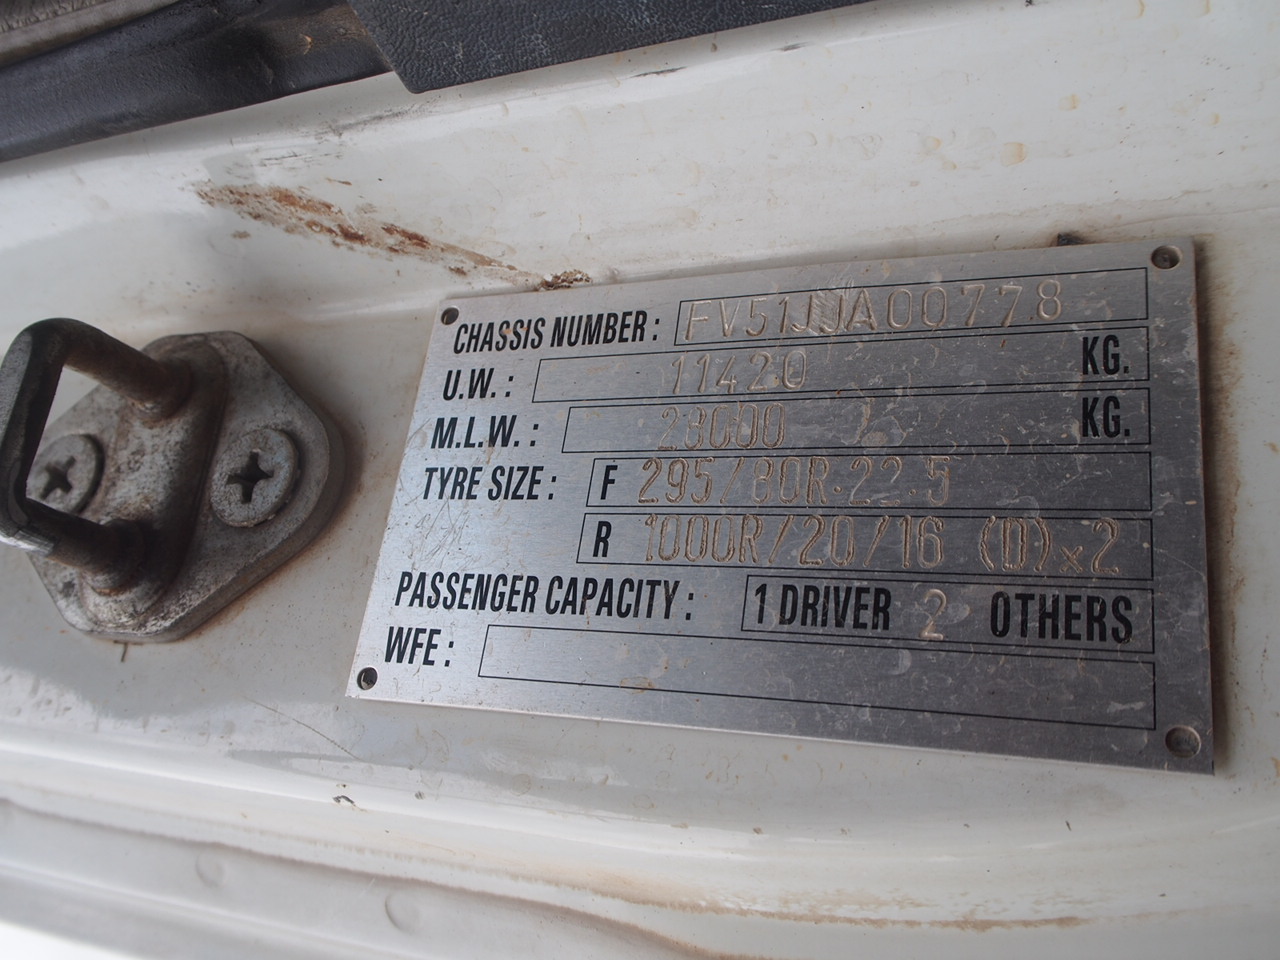 CHASSIS NUMBER: FV51JJA00778
U.W.: 11420 KG.
M.L.W.: 23000 KG.
TYRE SIZE: F 295/80R.22.5
R 1000R/20/16 (D)x2
PASSENGER CAPACITY: 1 DRIVER 2 OTHERS
WFE: